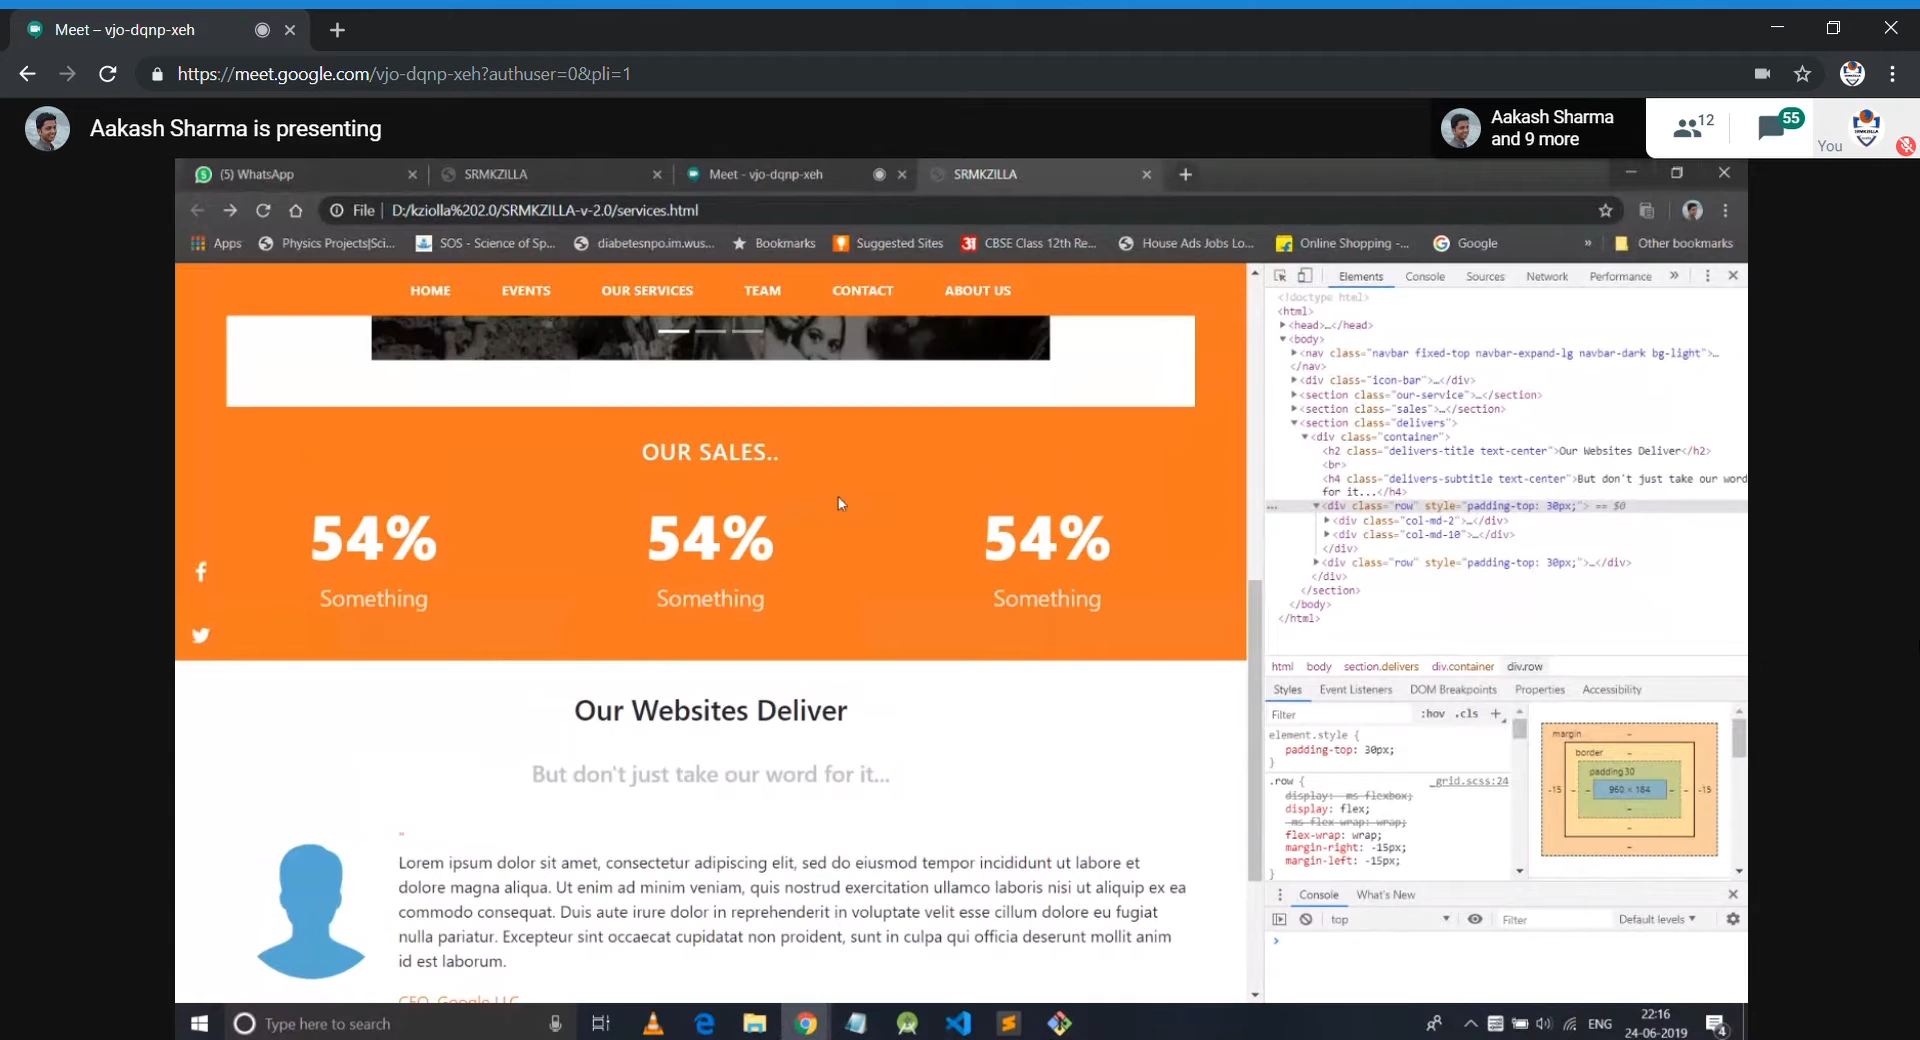 Meet – vjo-dqnp-xeh
https://meet.google.com/vjo-dqnp-xeh?authuser=0&pli=1
Aakash Sharma is presenting
Aakash Sharma
and 9 more
12
55
You
(5) WhatsApp
SRMKZILLA
Meet - vjo-dqnp-xeh
SRMKZILLA
File | D:/kziolla%202.0/SRMKZILLA-v-2.0/services.html
Apps
Physics Projects|Sci...
SOS - Science of Sp...
diabetesnpo.im.wus...
Bookmarks
Suggested Sites
CBSE Class 12th Re...
House Ads Jobs Lo...
Online Shopping -...
Google
»
Other bookmarks
HOME EVENTS OUR SERVICES TEAM CONTACT ABOUT US
OUR SALES..
54% 54% 54%
Something Something Something
Our Websites Deliver
But don't just take our word for it...
"
Lorem ipsum dolor sit amet, consectetur adipiscing elit, sed do eiusmod tempor incididunt ut labore et
dolore magna aliqua. Ut enim ad minim veniam, quis nostrud exercitation ullamco laboris nisi ut aliquip ex ea
commodo consequat. Duis aute irure dolor in reprehenderit in voluptate velit esse cillum dolore eu fugiat
nulla pariatur. Excepteur sint occaecat cupidatat non proident, sunt in culpa qui officia deserunt mollit anim
id est laborum.
CEO, Google LLC
Elements Console Sources Network Performance »
<!doctype html>
<html>
<head>…</head>
<body>
<nav class="navbar fixed-top navbar-expand-lg navbar-dark bg-light">…
</nav>
<div class="icon-bar">…</div>
<section class="our-service">…</section>
<section class="sales">…</section>
<section class="delivers">
<div class="container">
<h2 class="delivers-title text-center">Our Websites Deliver</h2>
<br>
<h4 class="delivers-subtitle text-center">But don't just take our word
for it...</h4>
… <div class="row" style="padding-top: 30px;"> == $0
<div class="col-md-2">…</div>
<div class="col-md-10">…</div>
</div>
<div class="row" style="padding-top: 30px;">…</div>
</div>
</section>
</body>
</html>
html body section.delivers div.container div.row
Styles Event Listeners DOM Breakpoints Properties Accessibility
Filter :hov .cls +
element.style {
padding-top: 30px;
}
.row { _grid.scss:24
display: -ms-flexbox;
display: flex;
-ms-flex-wrap: wrap;
flex-wrap: wrap;
margin-right: -15px;
margin-left: -15px;
}
margin –
border –
padding 30
-15 – – 960 × 184 – – -15
–
–
–
Console What's New
top Filter Default levels
Type here to search
ENG
22:16
24-06-2019
4